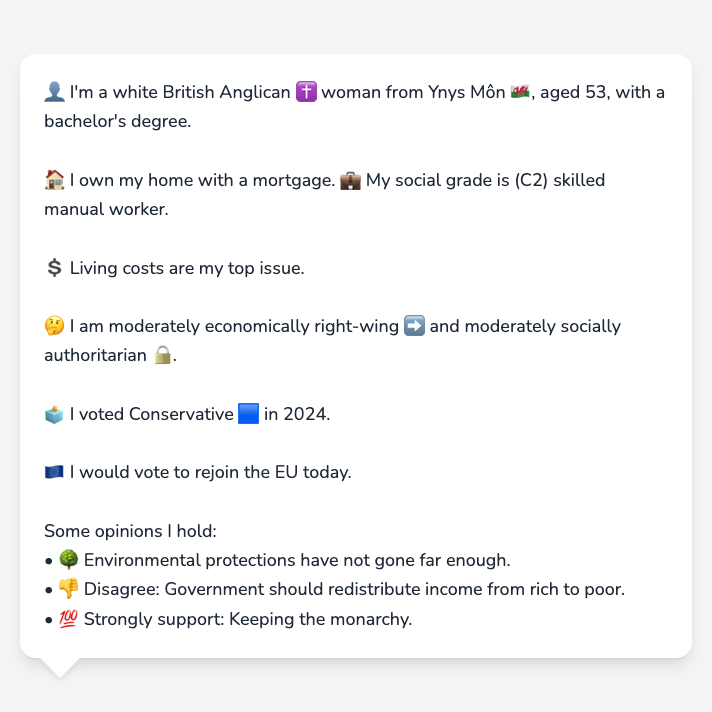 👤 I'm a white British Anglican ✝️ woman from Ynys Môn 🏴󠁧󠁢󠁷󠁬󠁳󠁿, aged 53, with a
bachelor's degree.
🏠 I own my home with a mortgage. 💼 My social grade is (C2) skilled
manual worker.
💲 Living costs are my top issue.
🤔 I am moderately economically right-wing ➡️ and moderately socially
authoritarian 🔒.
🗳️ I voted Conservative 🟦 in 2024.
🇪🇺 I would vote to rejoin the EU today.
Some opinions I hold:
• 🌳 Environmental protections have not gone far enough.
• 👎 Disagree: Government should redistribute income from rich to poor.
• 💯 Strongly support: Keeping the monarchy.